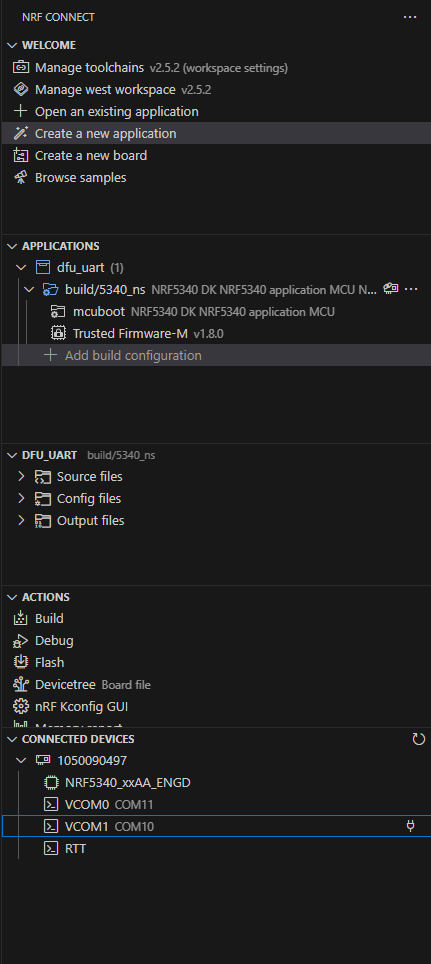 NRF CONNECT
WELCOME
Manage toolchains v2.5.2 (workspace settings)
Manage west workspace v2.5.2
Open an existing application
Create a new application
Create a new board
Browse samples
APPLICATIONS
dfu_uart (1)
build/5340_ns NRF5340 DK NRF5340 application MCU N...
mcuboot NRF5340 DK NRF5340 application MCU
Trusted Firmware-M v1.8.0
Add build configuration
DFU_UART build/5340_ns
Source files
Config files
Output files
ACTIONS
Build
Debug
Flash
Devicetree Board file
nRF Kconfig GUI
Memory report
CONNECTED DEVICES
1050090497
NRF5340_xxAA_ENGD
VCOM0 COM11
VCOM1 COM10
RTT